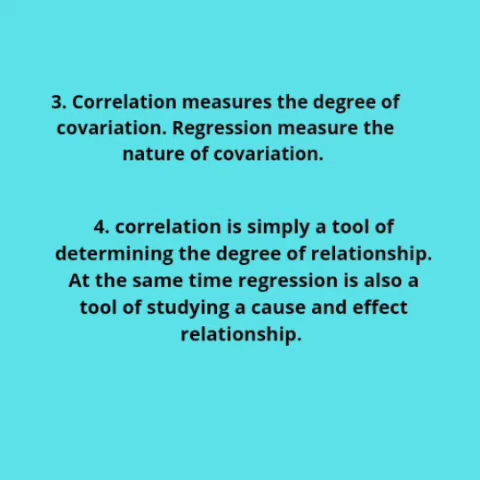 3. Correlation measures the degree of
covariation. Regression measure the
nature of covariation.
4. correlation is simply a tool of
determining the degree of relationship.
At the same time regression is also a
tool of studying a cause and effect
relationship.